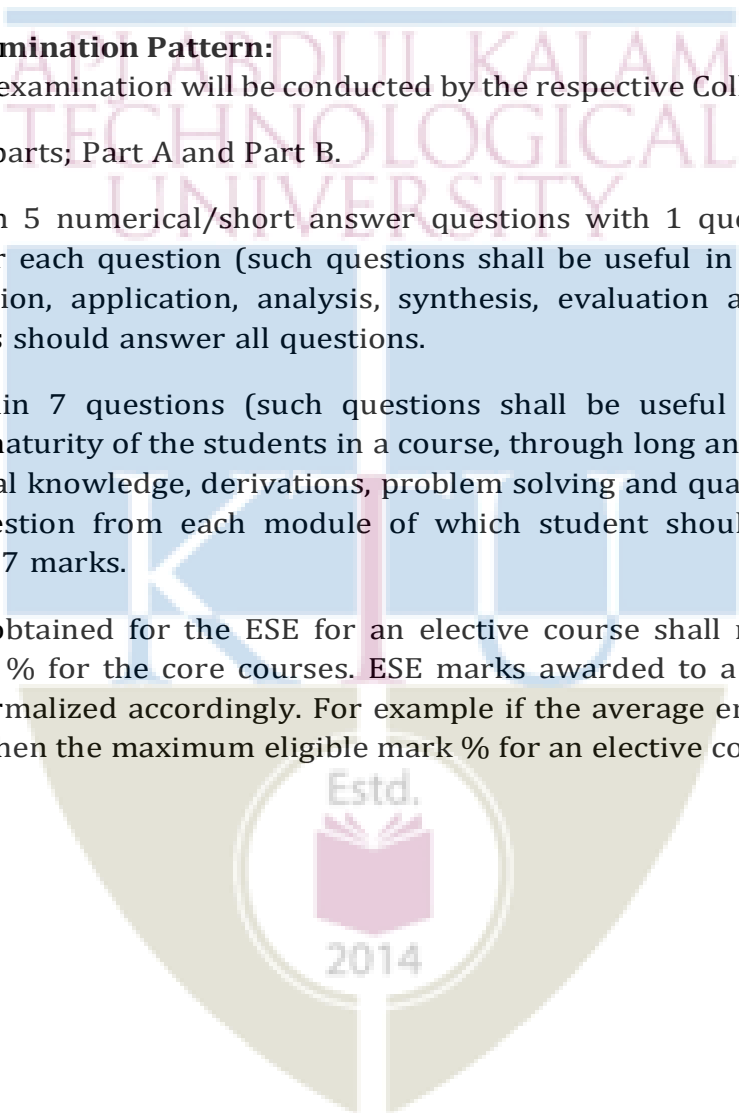 mination Pattern:
examination will be conducted by the respective Col
parts; Part A and Part B.
n 5 numerical/short answer questions with 1 que
r each question (such questions shall be useful in
ion, application, analysis, synthesis, evaluation a
s should answer all questions.
in 7 questions (such questions shall be useful
naturity of the students in a course, through long an
al knowledge, derivations, problem solving and qua
estion from each module of which student shoul
7 marks.
obtained for the ESE for an elective course shall
% for the core courses. ESE marks awarded to a
rmalized accordingly. For example if the average e
hen the maximum eligible mark % for an elective co
API ABDUL KALAM
TECHNOLOGICAL
UNIVERSITY
KTU
Estd.
2014